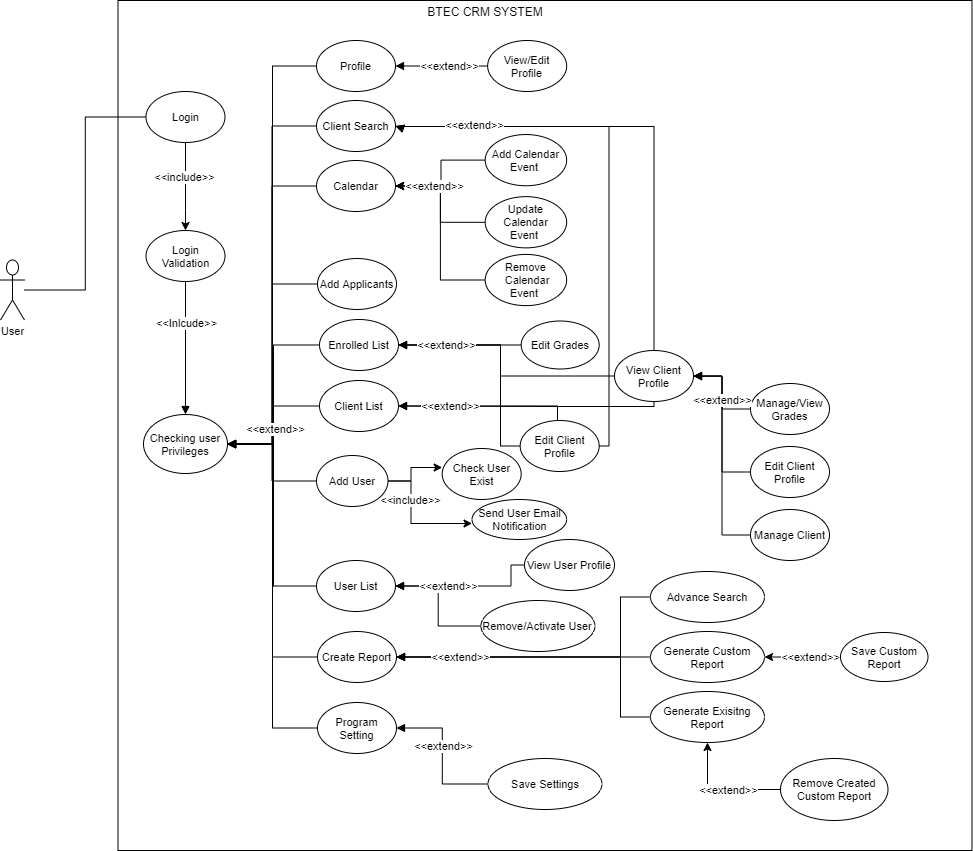 BTEC CRM SYSTEM
Profile
<<extend>>
View/Edit
Profile
Login
Client Search
<<extend>>
Add Calendar
Event
<<include>>
Calendar
<<extend>>
Update
Calendar
Event
Login
Validation
User
Add Applicants
Remove
Calendar
Event
<<Inlcude>>
Enrolled List
<<extend>>
Edit Grades
View Client
Profile
Client List
<<extend>>
<<extend>>
Manage/View
Grades
<<extend>>
Checking user
Privileges
Edit Client
Profile
Add User
Check User
Exist
Edit Client
Profile
<<include>>
Send User Email
Notification
Manage Client
User List
<<extend>>
View User Profile
Advance Search
Remove/Activate User
Create Report
<<extend>>
Generate Custom
Report
<<extend>>
Save Custom
Report
Program
Setting
<<extend>>
Generate Exisitng
Report
Save Settings
<<extend>>
Remove Created
Custom Report